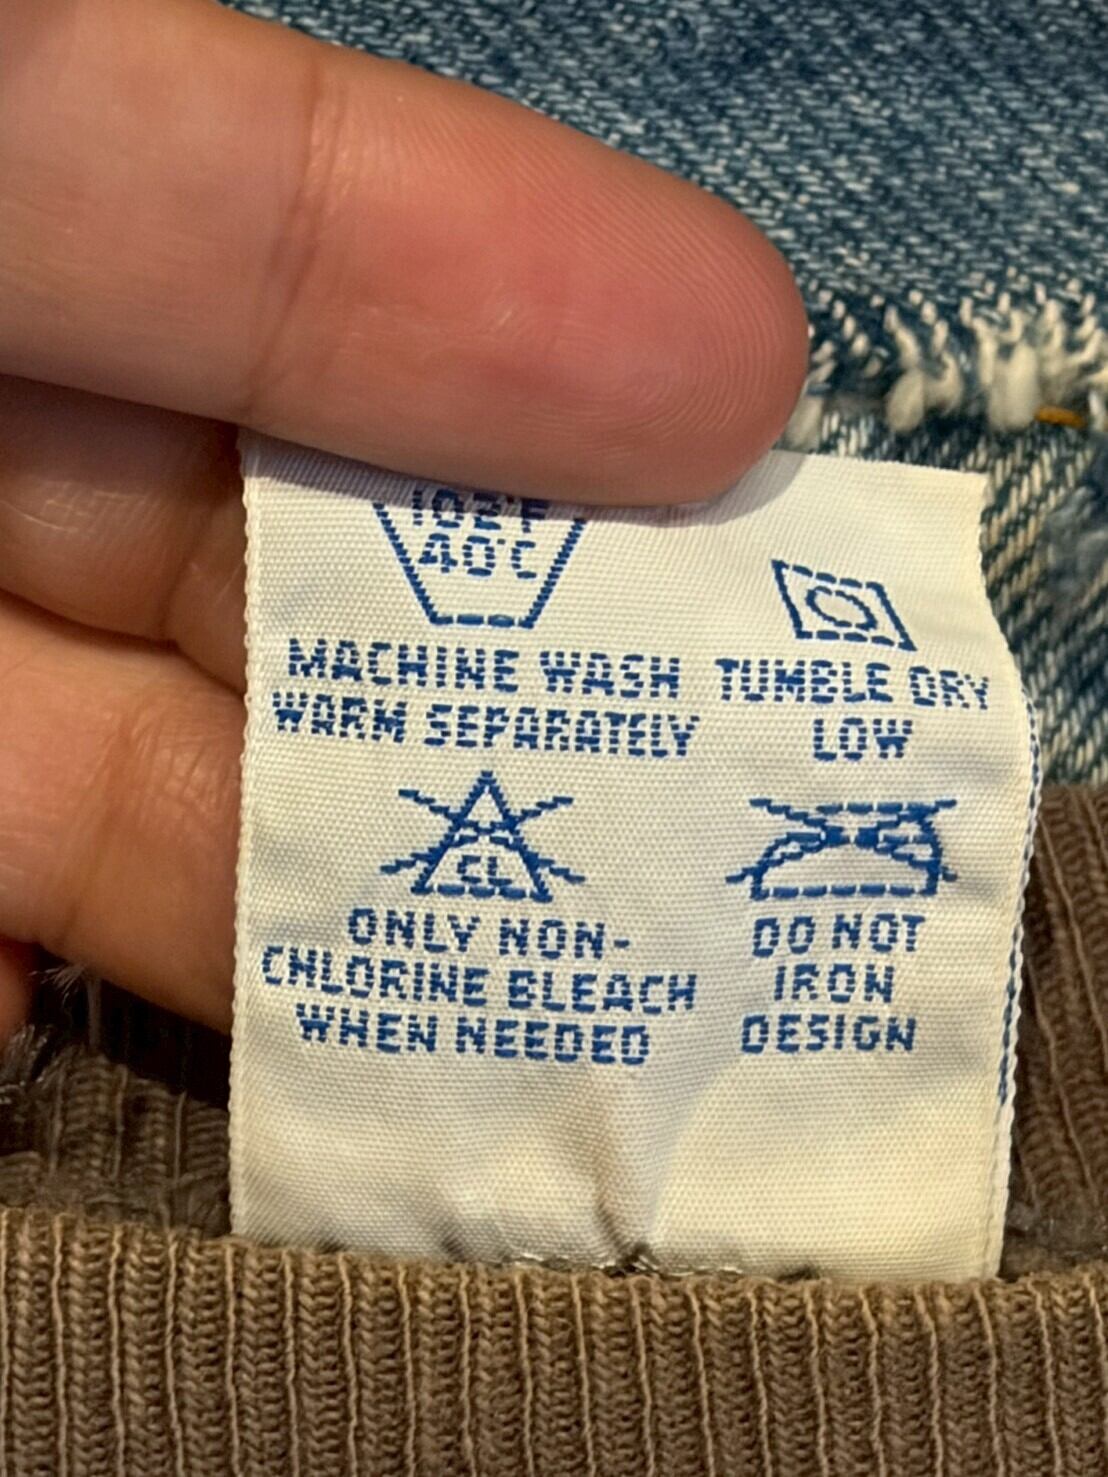 102°F
40°C
MACHINE WASH
WARM SEPARATELY
TUMBLE DRY
LOW
CL
ONLY NON-
CHLORINE BLEACH
WHEN NEEDED
DO NOT
IRON
DESIGN